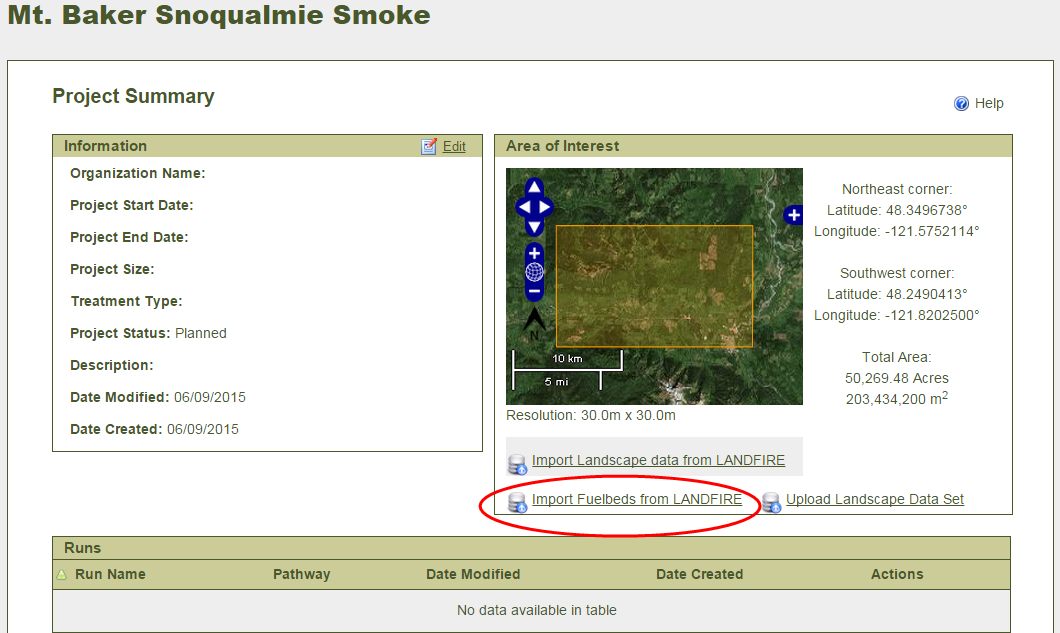 Mt. Baker Snoqualmie Smoke
Project Summary
Help
Information
Edit
Organization Name:
Project Start Date:
Project End Date:
Project Size:
Treatment Type:
Project Status: Planned
Description:
Date Modified: 06/09/2015
Date Created: 06/09/2015
Area of Interest
N
10 km
5 mi
Resolution: 30.0m x 30.0m
Northeast corner:
Latitude: 48.3496738°
Longitude: -121.5752114°
Southwest corner:
Latitude: 48.2490413°
Longitude: -121.8202500°
Total Area:
50,269.48 Acres
203,434,200 m2
Import Landscape data from LANDFIRE
Import Fuelbeds from LANDFIRE
Upload Landscape Data Set
Runs
Run Name Pathway Date Modified Date Created Actions
No data available in table